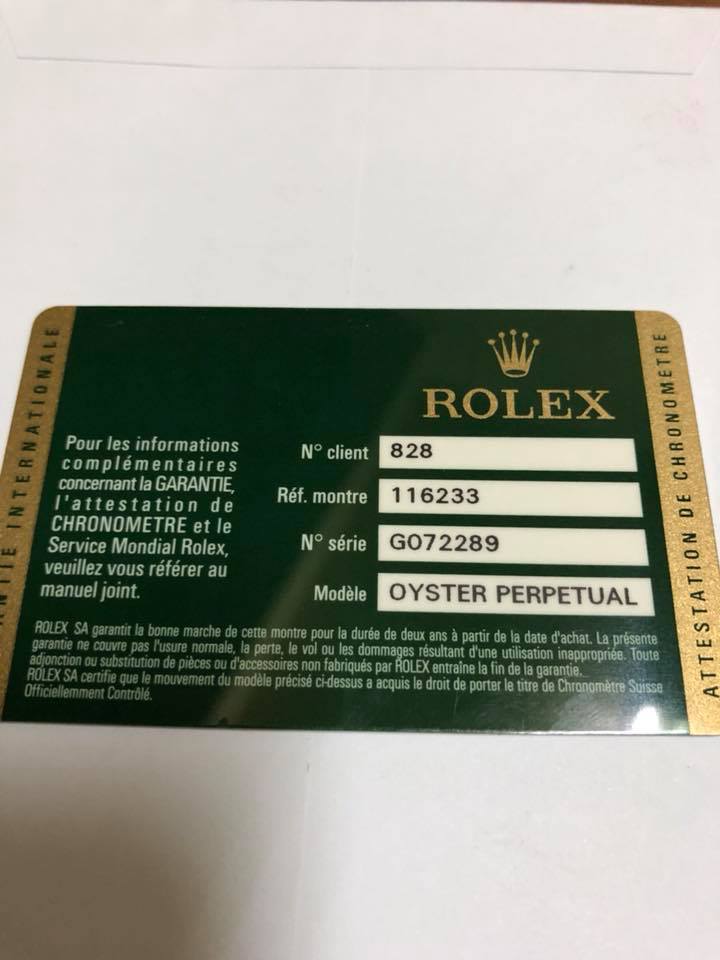 ROLEX
Pour les informations
complémentaires
concernant la GARANTIE,
l'attestation de
CHRONOMETRE et le
Service Mondial Rolex,
veuillez vous référer au
manuel joint.
N° client 828
Réf. montre 116233
N° série G072289
Modèle OYSTER PERPETUAL
ROLEX SA garantit la bonne marche de cette montre pour la durée de deux ans à partir de la date d'achat. La présente
garantie ne couvre pas l'usure normale, la perte, le vol ou les dommages résultant d'une utilisation inappropriée. Toute
adjonction ou substitution de pièces ou d'accessoires non fabriqués par ROLEX entraîne la fin de la garantie.
ROLEX SA certifie que le mouvement du modèle précisé ci-dessus a acquis le droit de porter le titre de Chronomètre Suisse
Officiellement Contrôlé.
INTERNATIONALE
ATTESTATION DE CHRONOMETRE